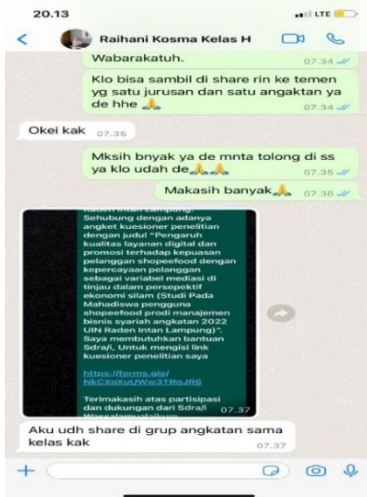 20.13
LTE
Raihani Kosma Kelas H
Wabarakatuh.
07.34
Klo bisa sambil di share rin ke temen
yg satu jurusan dan satu angaktan ya
de hhe 🙏
07.34
Okei kak 07.35
Mksih bnyak ya de mnta tolong di ss
ya klo udah de🙏🙏
07.35
Makasih banyak🙏 07.36
Raden Intan Lampung.
Sehubung dengan adanya
angket kuesioner penelitian
dengan judul "Pengaruh
kualitas layanan digital dan
promosi terhadap kepuasan
pelanggan shopeefood dengan
kepercayaan pelanggan
sebagai variabel mediasi di
tinjau dalam persepektif
ekonomi silam (Studi Pada
Mahadiswa pengguna
shopeefood prodi manajemen
bisnis syariah angkatan 2022
UIN Raden Intan Lampung)".
Saya membutuhkan bantuan
Sdra/i, Untuk mengisi link
kuesioner penelitian saya
https://forms.gle/
Terimakasih atas partisipasi
dan dukungan dari Sdra/i
07.37
Aku udh share di grup angkatan sama
kelas kak
07.37